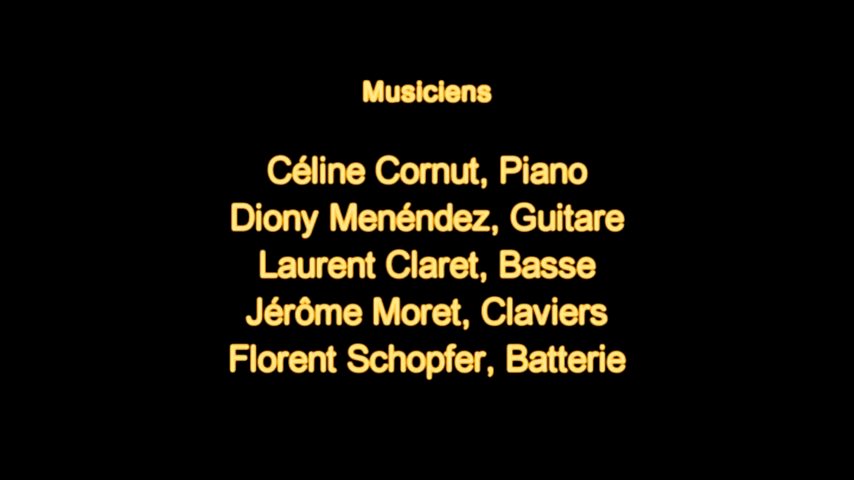 Musiciens
Céline Cornut, Piano
Diony Menéndez, Guitare
Laurent Claret, Basse
Jérôme Moret, Claviers
Florent Schopfer, Batterie